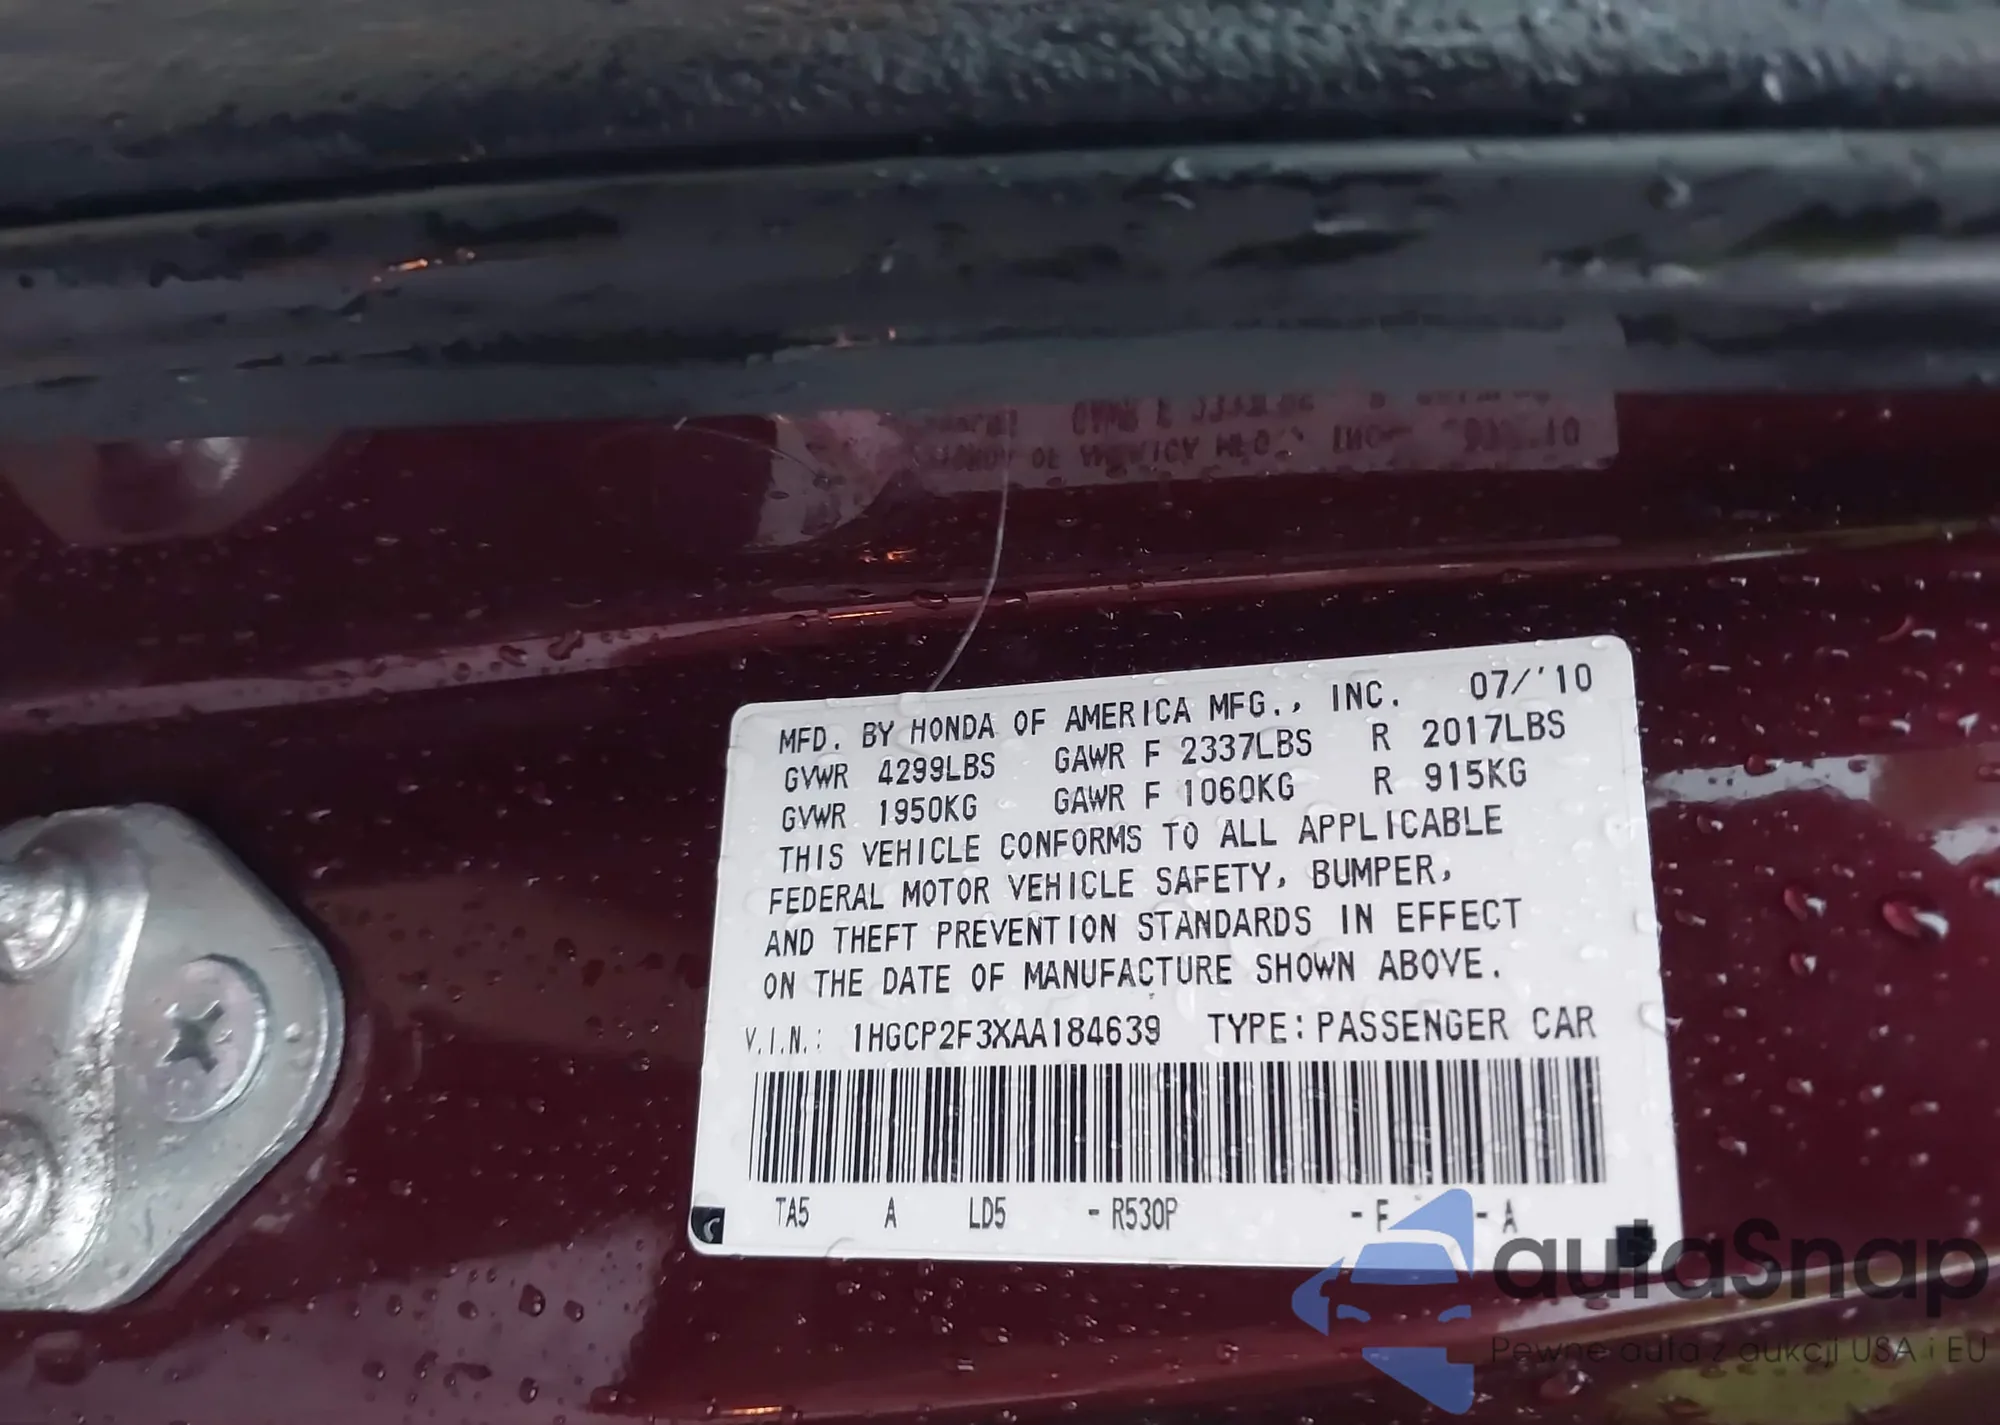 MFD. BY HONDA OF AMERICA MFG., INC. 07/'10
GVWR 4299LBS GAWR F 2337LBS R 2017LBS
GVWR 1950KG GAWR F 1060KG R 915KG
THIS VEHICLE CONFORMS TO ALL APPLICABLE
FEDERAL MOTOR VEHICLE SAFETY, BUMPER,
AND THEFT PREVENTION STANDARDS IN EFFECT
ON THE DATE OF MANUFACTURE SHOWN ABOVE.
V.I.N.: 1HGCP2F3XAA184639 TYPE: PASSENGER CAR
TA5 A LD5 -R530P -F -A
autaSnap
Pewne auta z aukcji USA i EU